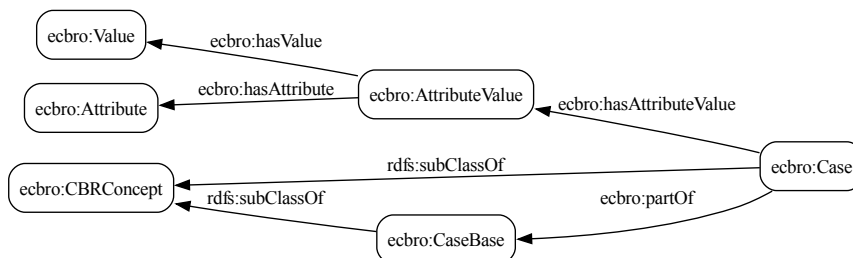 ecbro:Value
ecbro:hasValue
ecbro:AttributeValue
ecbro:hasAttribute
ecbro:Attribute
ecbro:hasAttributeValue
ecbro:Case
rdfs:subClassOf
ecbro:CBRConcept
rdfs:subClassOf
ecbro:partOf
ecbro:CaseBase